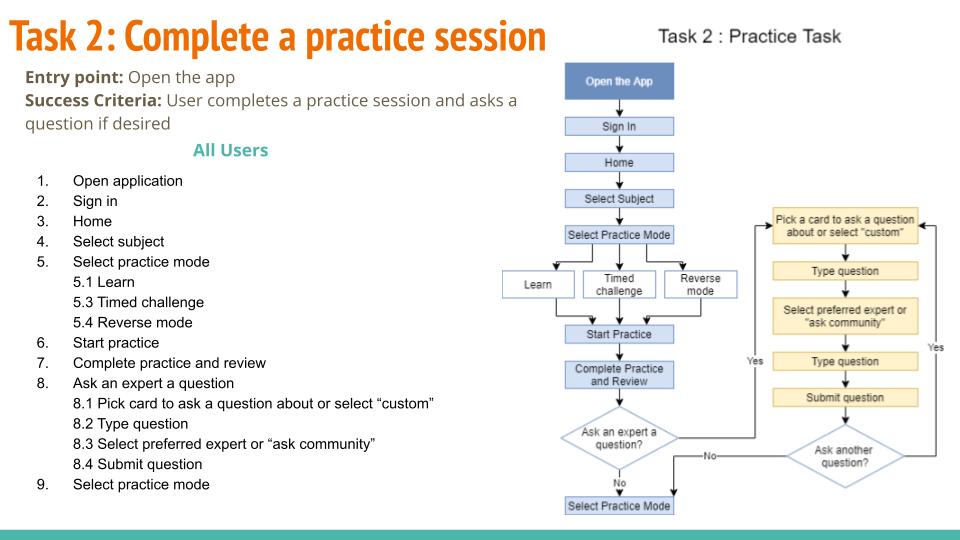 Task 2: Complete a practice session
Entry point: Open the app
Success Criteria: User completes a practice session and asks a
question if desired
All Users
1. Open application
2. Sign in
3. Home
4. Select subject
5. Select practice mode
5.1 Learn
5.3 Timed challenge
5.4 Reverse mode
6. Start practice
7. Complete practice and review
8. Ask an expert a question
8.1 Pick card to ask a question about or select “custom”
8.2 Type question
8.3 Select preferred expert or “ask community”
8.4 Submit question
9. Select practice mode
Task 2 : Practice Task
Open the App
Sign In
Home
Select Subject
Select Practice Mode
Learn
Timed
challenge
Reverse
mode
Start Practice
Complete Practice
and Review
Ask an expert a
question?
No
Select Practice Mode
Yes
Pick a card to ask a question
about or select "custom"
Type question
Select preferred expert or
"ask community"
Type question
Submit question
Ask another
question?
No
Yes